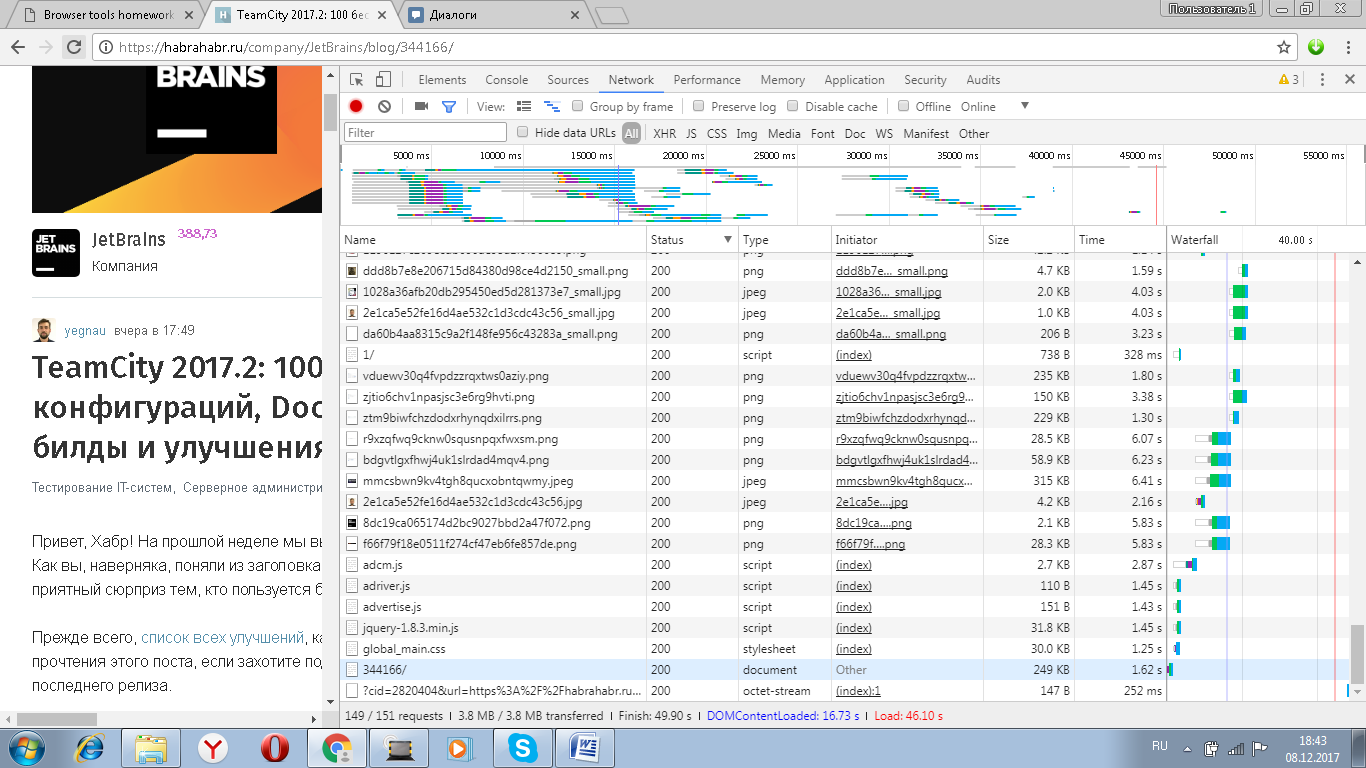 Browser tools homework
TeamCity 2017.2: 100 бес
Диалоги
Пользователь 1
https://habrahabr.ru/company/JetBrains/blog/344166/
BRAINS
JET BRAINS
JetBrains 388,73
Компания
yegnau вчера в 17:49
TeamCity 2017.2: 100
конфигураций, Doc
билды и улучшения
Тестирование IT-систем, Серверное администри
Привет, Хабр! На прошлой неделе мы вы
Как вы, наверняка, поняли из заголовка
приятный сюрприз тем, кто пользуется б
Прежде всего, список всех улучшений, ка
прочтения этого поста, если захотите по
последнего релиза.
Elements Console Sources Network Performance Memory Application Security Audits 3
View: Group by frame Preserve log Disable cache Offline Online
Filter Hide data URLs All XHR JS CSS Img Media Font Doc WS Manifest Other
5000 ms 10000 ms 15000 ms 20000 ms 25000 ms 30000 ms 35000 ms 40000 ms 45000 ms 50000 ms 55000 ms
Name Status Type Initiator Size Time Waterfall 40.00 s
ddd8b7e8e206715d84380d98ce4d2150_small.png 200 png ddd8b7e… small.png 4.7 KB 1.59 s
1028a36afb20db295450ed5d281373e7_small.jpg 200 jpeg 1028a36… small.jpg 2.0 KB 4.03 s
2e1ca5e52fe16d4ae532c1d3cdc43c56_small.jpg 200 jpeg 2e1ca5e… small.jpg 1.0 KB 4.03 s
da60b4aa8315c9a2f148fe956c43283a_small.png 200 png da60b4a… small.png 206 B 3.23 s
1/ 200 script (index) 738 B 328 ms
vduewv30q4fvpdzzrqxtws0aziy.png 200 png vduewv30q4fvpdzzrqxtw… 235 KB 1.80 s
zjtio6chv1npasjsc3e6rg9hvti.png 200 png zjtio6chv1npasjsc3e6rg9… 150 KB 3.38 s
ztm9biwfchzdodxrhynqdxilrrs.png 200 png ztm9biwfchzdodxrhynqd… 229 KB 1.30 s
r9xzqfwq9cknw0squsnpqxfwxsm.png 200 png r9xzqfwq9cknw0squsnpq… 28.5 KB 6.07 s
bdgvtlgxfhwj4uk1slrdad4mqv4.png 200 png bdgvtlgxfhwj4uk1slrdad4… 58.9 KB 6.23 s
mmcsbwn9kv4tgh8qucxobntqwmy.jpeg 200 jpeg mmcsbwn9kv4tgh8qucx… 315 KB 6.41 s
2e1ca5e52fe16d4ae532c1d3cdc43c56.jpg 200 jpeg 2e1ca5e….jpg 4.2 KB 2.16 s
8dc19ca065174d2bc9027bbd2a47f072.png 200 png 8dc19ca….png 2.1 KB 5.83 s
f66f79f18e0511f274cf47eb6fe857de.png 200 png f66f79f….png 28.3 KB 5.83 s
adcm.js 200 script (index) 2.7 KB 2.87 s
adriver.js 200 script (index) 110 B 1.45 s
advertise.js 200 script (index) 151 B 1.43 s
jquery-1.8.3.min.js 200 script (index) 31.8 KB 1.45 s
global_main.css 200 stylesheet (index) 30.0 KB 1.25 s
344166/ 200 document Other 249 KB 1.62 s
?cid=2820404&url=https%3A%2F%2Fhabrahabr.ru… 200 octet-stream (index):1 147 B 252 ms
149 / 151 requests | 3.8 MB / 3.8 MB transferred | Finish: 49.90 s | DOMContentLoaded: 16.73 s | Load: 46.10 s
RU 18:43
08.12.2017